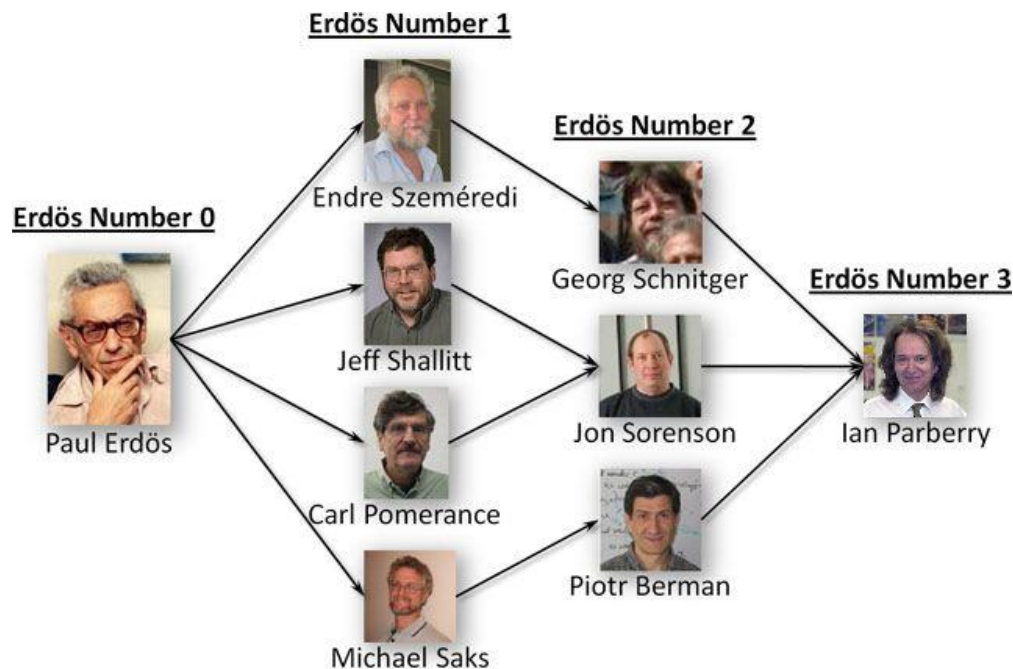 Erdös Number 0
Paul Erdös
Erdös Number 1
Endre Szeméredi
Jeff Shallitt
Carl Pomerance
Michael Saks
Erdös Number 2
Georg Schnitger
Jon Sorenson
Piotr Berman
Erdös Number 3
Ian Parberry